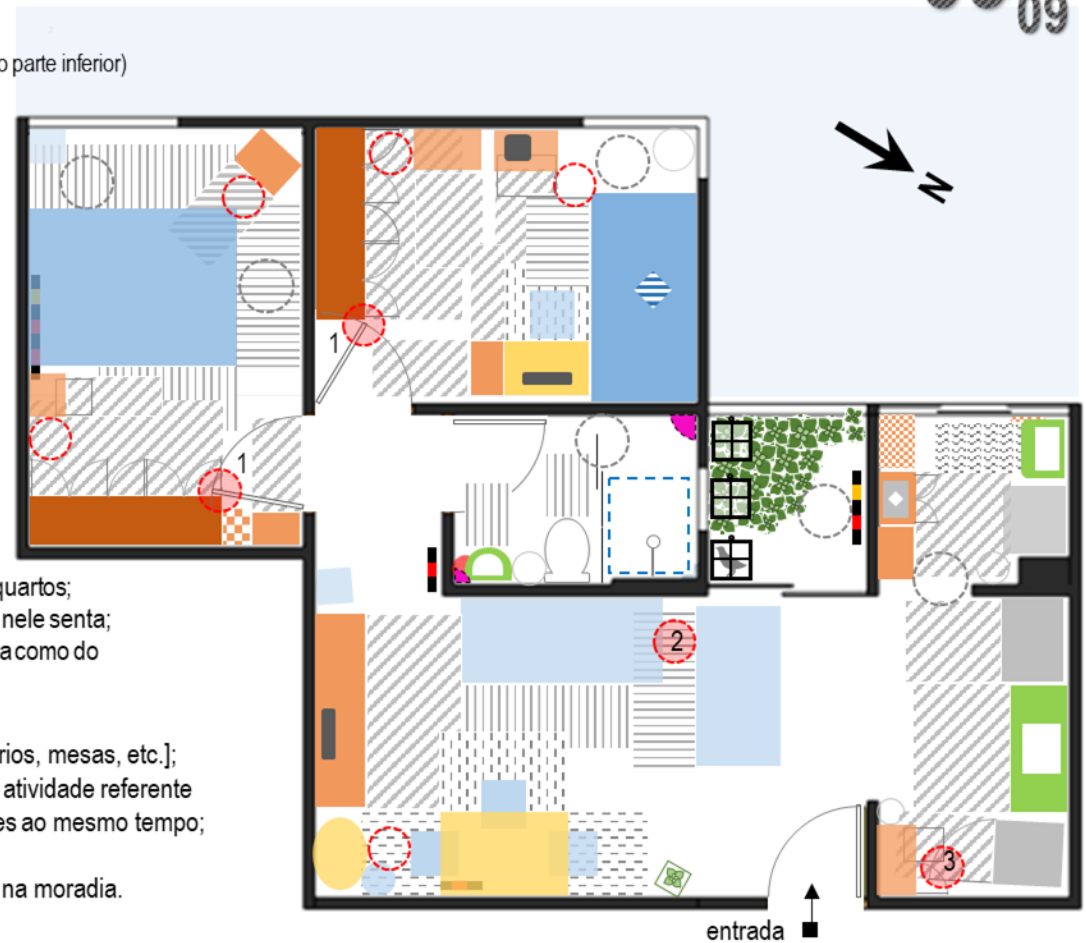 09
o parte inferior)
N
1
1
quartos;
nele senta;
a como do
2
rios, mesas, etc.];
atividade referente
es ao mesmo tempo;
3
na moradia.
entrada